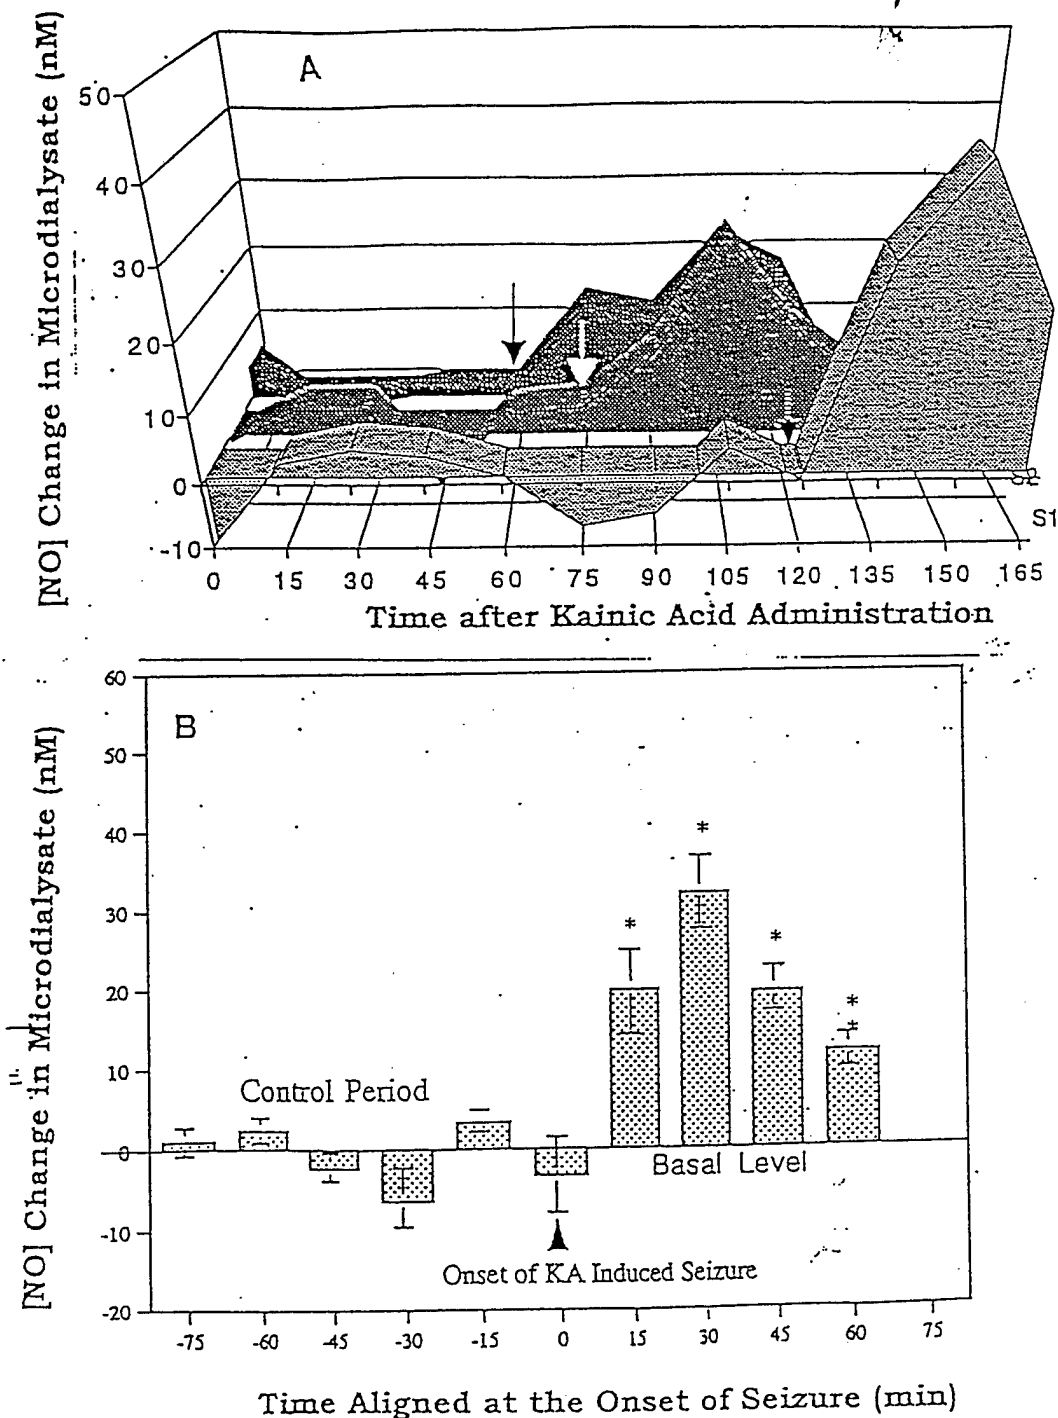 [NO] Change in Microdialysate (nM)
A
50
40
30
20
10
0
-10
S1
0 15 30 45 60 75 90 105 120 135 150 165
Time after Kainic Acid Administration
[NO] Change in Microdialysate (nM)
B
60
50
40
30
20
10
0
-10
-20
*
*
*
*
*
Control Period
Basal Level
Onset of KA Induced Seizure
-75 -60 -45 -30 -15 0 15 30 45 60 75
Time Aligned at the Onset of Seizure (min)